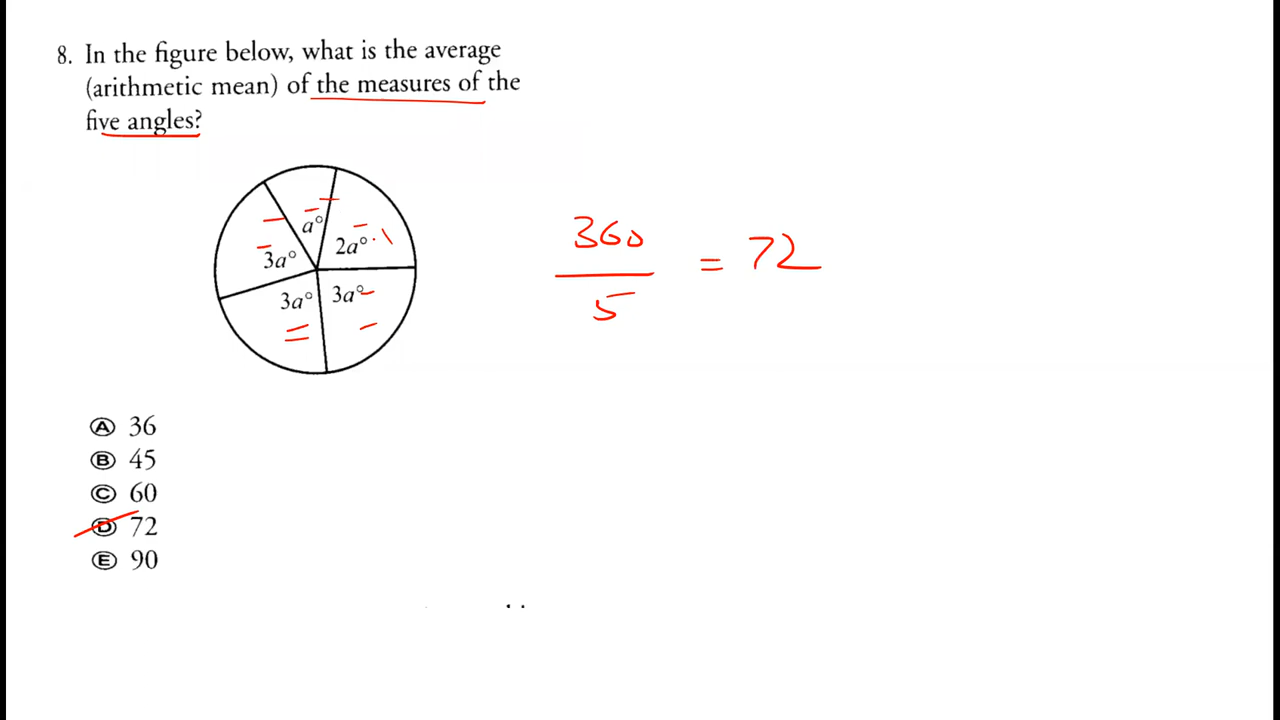 8. In the figure below, what is the average
(arithmetic mean) of the measures of the
five angles?
a°
2a°
3a°
3a° 3a°
360
5
= 72
A 36
B 45
C 60
D 72
E 90